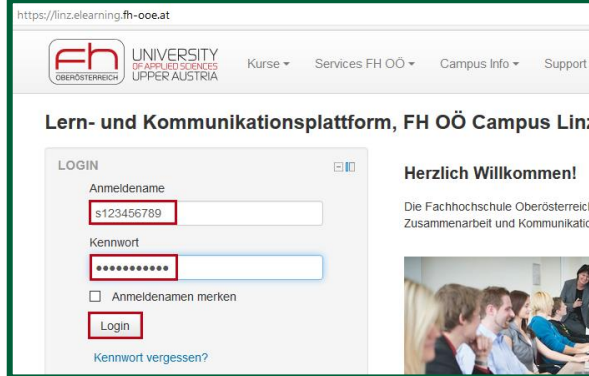 https://linz.elearning.fh-ooe.at
fh
OBERÖSTERREICH
UNIVERSITY
OF APPLIED SCIENCES
UPPER AUSTRIA
Kurse
Services FH OÖ
Campus Info
Support
Lern- und Kommunikationsplattform, FH OÖ Campus Linz
LOGIN
Anmeldename
s123456789
Kennwort
Anmeldenamen merken
Login
Kennwort vergessen?
Herzlich Willkommen!
Die Fachhochschule Oberösterreich
Zusammenarbeit und Kommunikatio